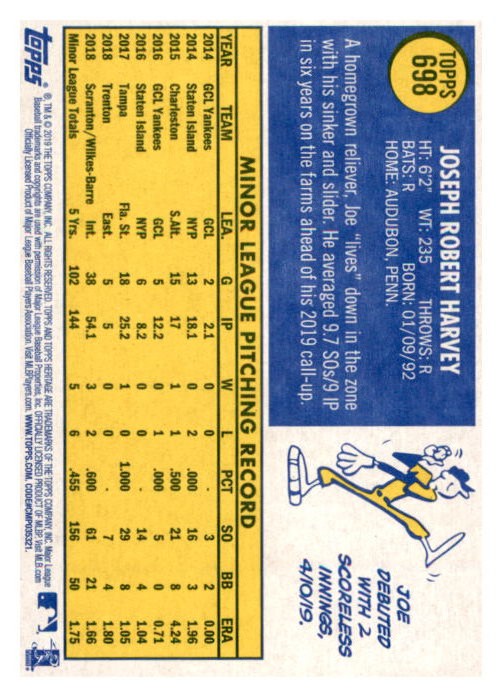 TOPPS
698
JOSEPH ROBERT HARVEY
HT: 6'2" WT: 235 THROWS: R
BATS: R BORN: 01/09/92
HOME: AUDUBON, PENN.
A homegrown reliever, Joe "lives" down in the zone
with his sinker and slider. He averaged 9.7 SOs/9 IP
in six years on the farms ahead of his 2019 call-up.
JOE
DEBUTED
WITH 2
SCORELESS
INNINGS,
4/10/19.
MINOR LEAGUE PITCHING RECORD
YEAR TEAM LEA. G IP W L PCT SO BB ERA
2014 GCL Yankees GCL 2 2.1 0 0 . 3 2 0.00
2014 Staten Island NYP 13 18.1 0 2 .000 16 3 1.96
2015 Charleston S.Atl. 15 17 1 1 .500 21 8 4.24
2016 GCL Yankees GCL 5 12.2 0 1 .000 5 0 0.71
2016 Staten Island NYP 6 8.2 0 0 . 14 4 1.04
2017 Tampa Fla. St. 18 25.2 1 0 1.000 29 8 1.05
2018 Trenton East. 5 5 0 0 . 7 4 1.80
2018 Scranton/Wilkes-Barre Int. 38 54.1 3 2 .600 61 21 1.66
Minor League Totals 5 Yrs. 102 144 5 6 .455 156 50 1.75
topps ® ®, TM & © 2019 THE TOPPS COMPANY, INC. ALL RIGHTS RESERVED. TOPPS AND TOPPS HERITAGE ARE TRADEMARKS OF THE TOPPS COMPANY, INC. Major League
Baseball trademarks and copyrights are used with permission of Major League Baseball Properties, Inc. OFFICIALLY LICENSED PRODUCT OF MLBP. Visit MLB.com
Officially Licensed Product of Major League Baseball Players Association. Visit MLBPlayers.com. WWW.TOPPS.COM. CODE#CMP035321.